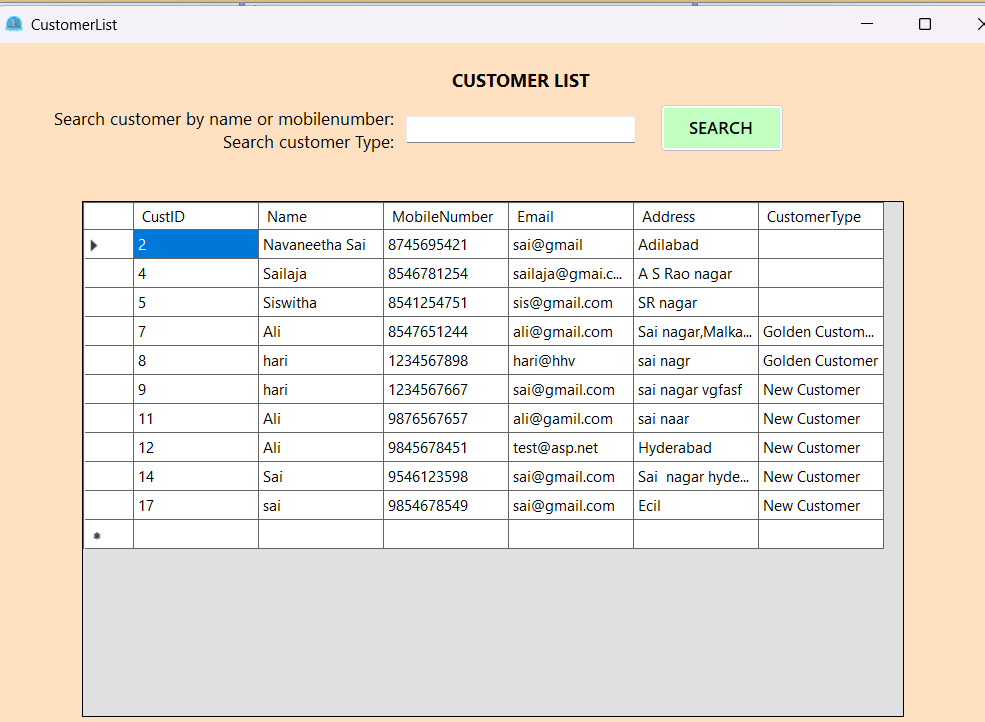 CustomerList
CUSTOMER LIST
Search customer by name or mobilenumber:
Search customer Type:
SEARCH
CustID Name MobileNumber Email Address CustomerType
2 Navaneetha Sai 8745695421 sai@gmail Adilabad
4 Sailaja 8546781254 sailaja@gmai.c... A S Rao nagar
5 Siswitha 8541254751 sis@gmail.com SR nagar
7 Ali 8547651244 ali@gmail.com Sai nagar,Malka... Golden Custom...
8 hari 1234567898 hari@hhv sai nagr Golden Customer
9 hari 1234567667 sai@gmail.com sai nagar vgfasf New Customer
11 Ali 9876567657 ali@gamil.com sai naar New Customer
12 Ali 9845678451 test@asp.net Hyderabad New Customer
14 Sai 9546123598 sai@gmail.com Sai  nagar hyde... New Customer
17 sai 9854678549 sai@gmail.com Ecil New Customer